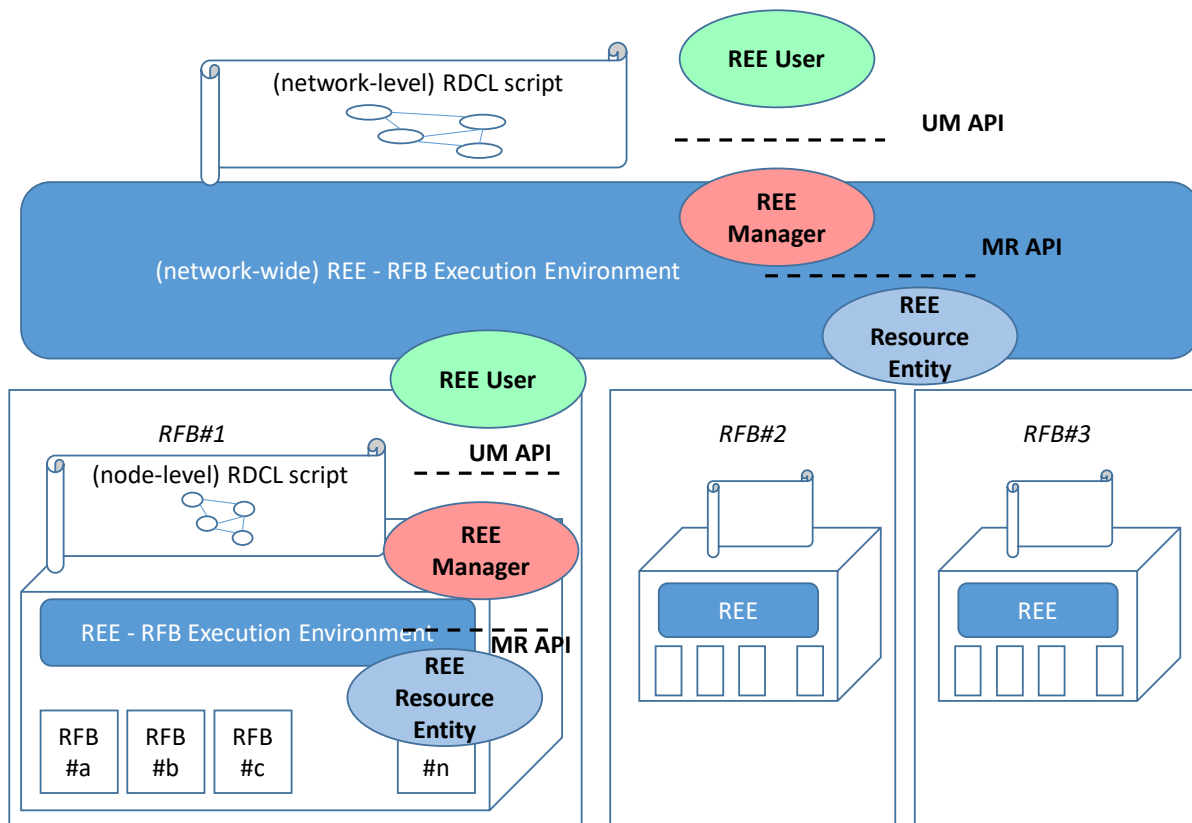 (network-level) RDCL script
REE User
UM API
REE
Manager
MR API
(network-wide) REE - RFB Execution Environment
REE
Resource
Entity
REE User
RFB#1
UM API
(node-level) RDCL script
REE
Manager
REE - RFB Execution Environment
MR API
REE
Resource
Entity
RFB
#a
RFB
#b
RFB
#c
#n
RFB#2
REE
RFB#3
REE